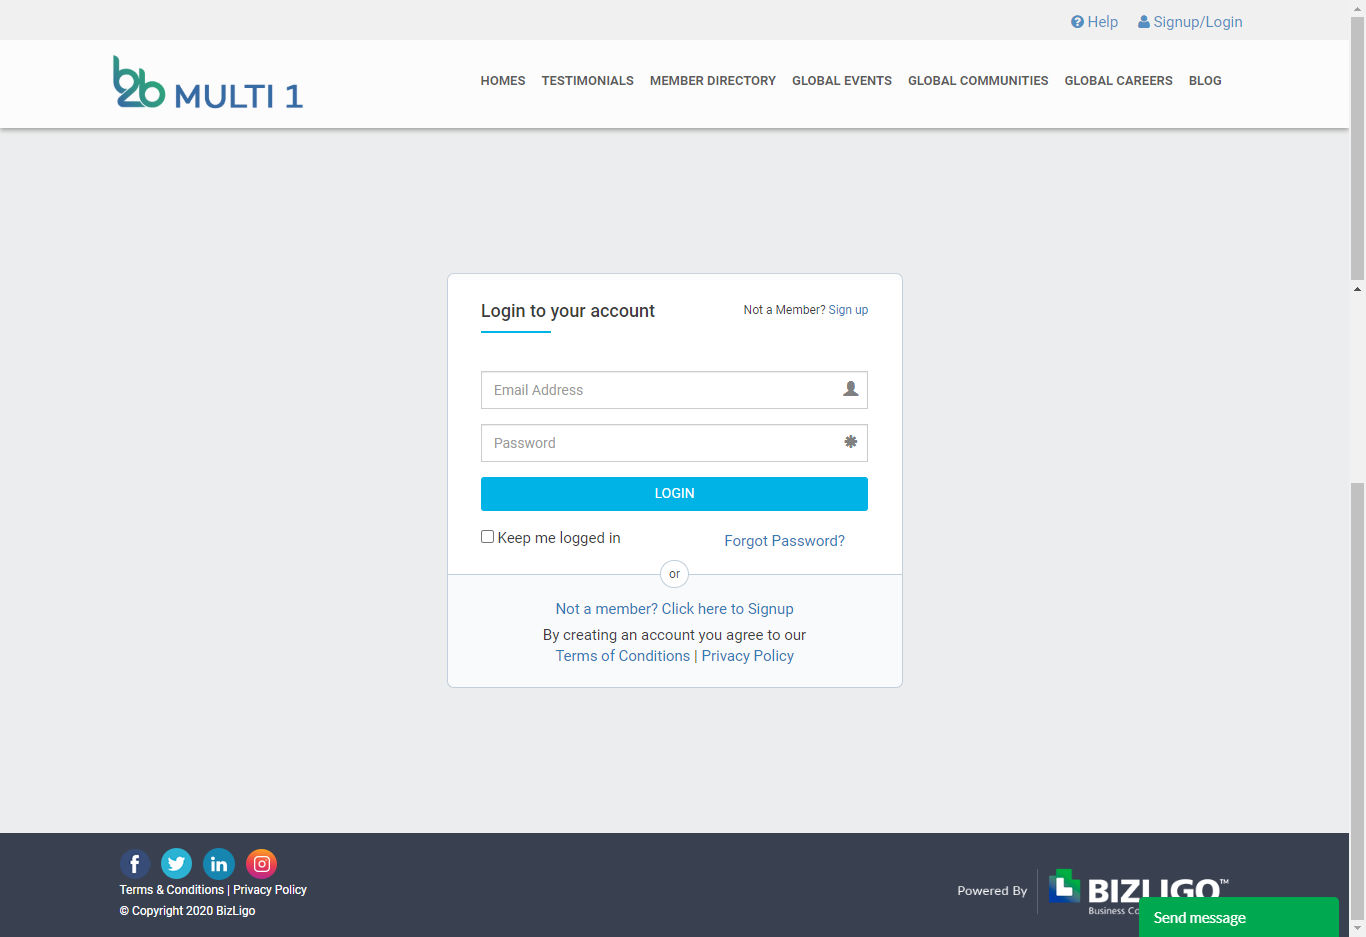 Help Signup/Login
b2b MULTI 1
HOMES TESTIMONIALS MEMBER DIRECTORY GLOBAL EVENTS GLOBAL COMMUNITIES GLOBAL CAREERS BLOG
Login to your account
Not a Member? Sign up
Email Address
Password
LOGIN
Keep me logged in
Forgot Password?
or
Not a member? Click here to Signup
By creating an account you agree to our
Terms of Conditions | Privacy Policy
Terms & Conditions | Privacy Policy
© Copyright 2020 BizLigo
Powered By
BIZLIGO™
Business
Send message